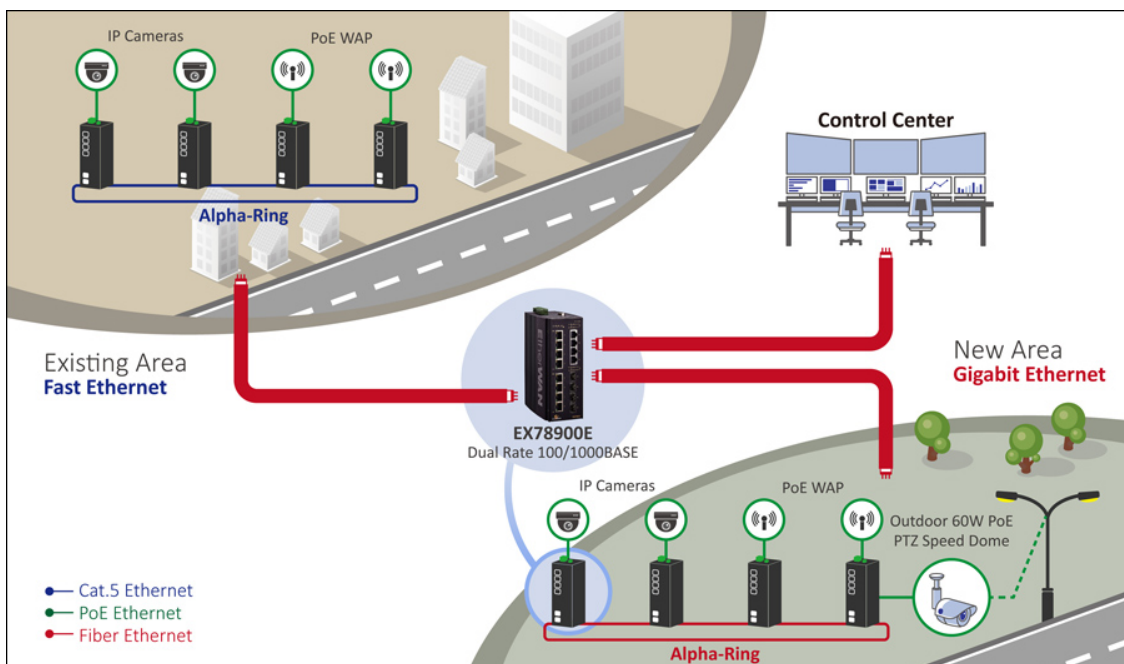 IP Cameras
PoE WAP
Alpha-Ring
Control Center
Existing Area
Fast Ethernet
EtherWAN
EX78900E
Dual Rate 100/1000BASE
New Area
Gigabit Ethernet
IP Cameras
PoE WAP
Outdoor 60W PoE
PTZ Speed Dome
Alpha-Ring
Cat.5 Ethernet
PoE Ethernet
Fiber Ethernet